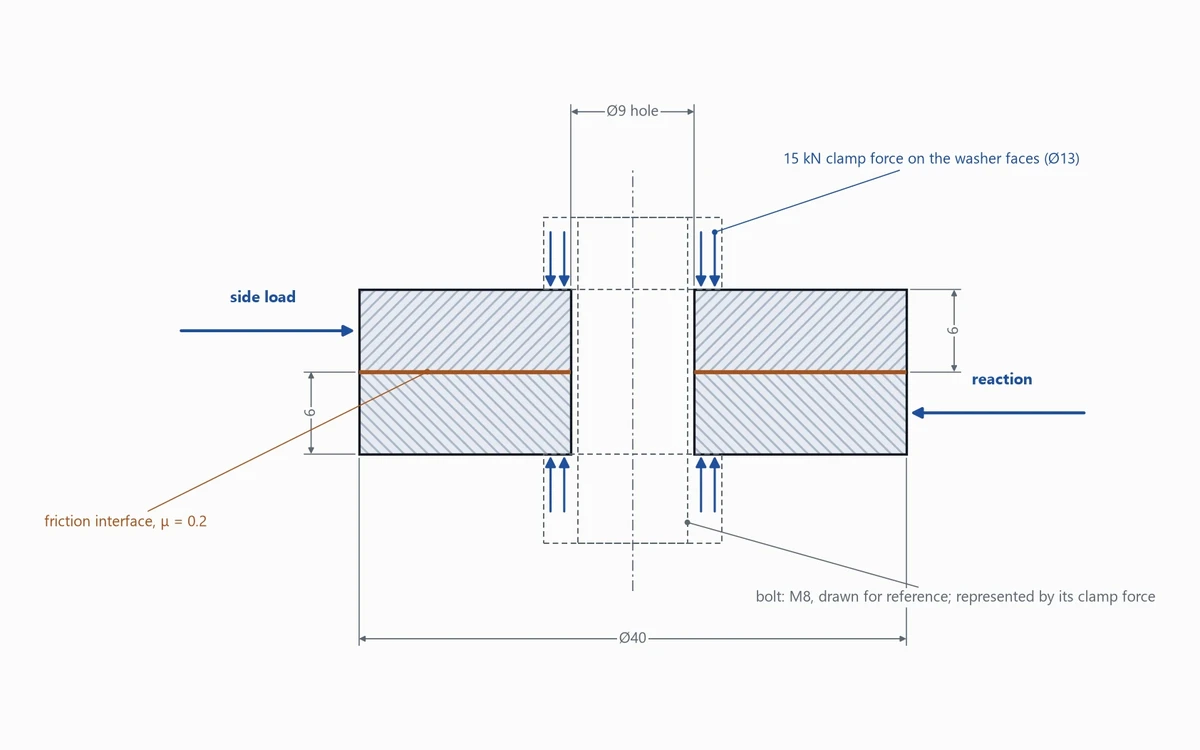 Ø9 hole
15 kN clamp force on the washer faces (Ø13)
side load
6
reaction
6
friction interface, µ = 0.2
bolt: M8, drawn for reference; represented by its clamp force
Ø40